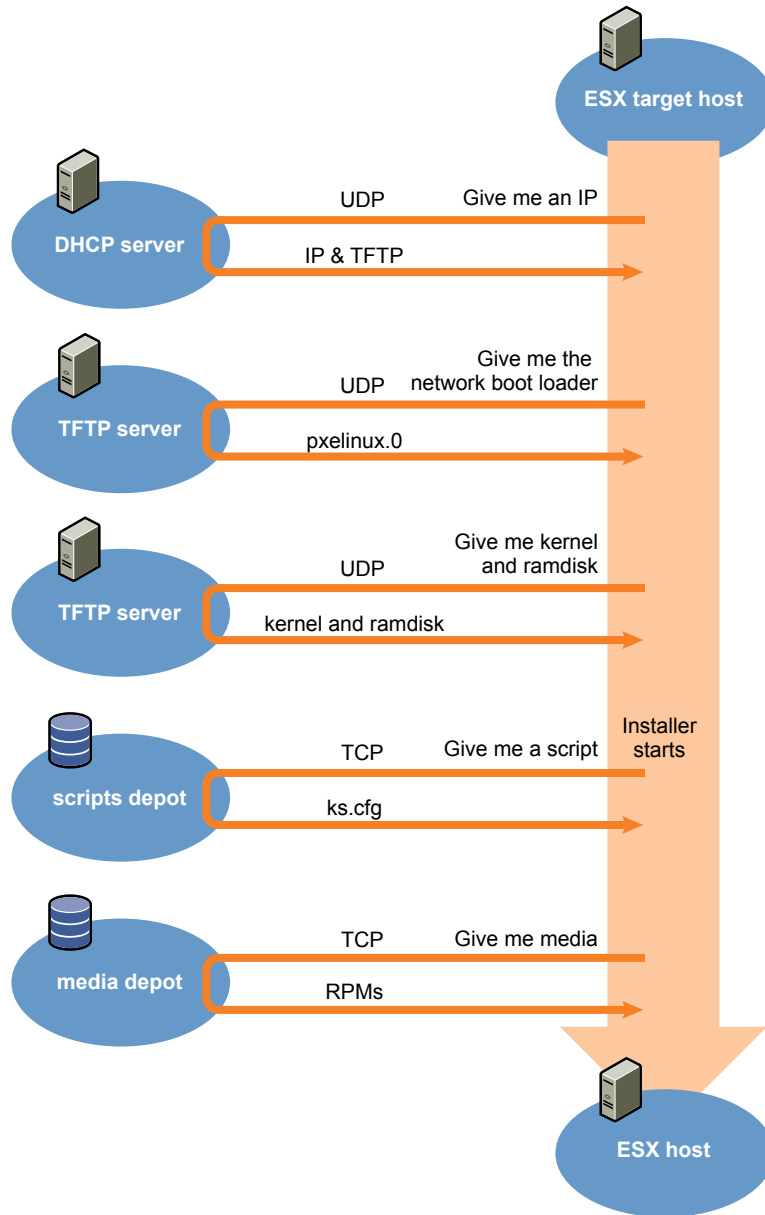 ESX target host
UDP
Give me an IP
DHCP server
IP & TFTP
Give me the
network boot loader
UDP
TFTP server
pxelinux.0
Give me kernel
and ramdisk
UDP
TFTP server
kernel and ramdisk
Installer
starts
TCP
Give me a script
scripts depot
ks.cfg
TCP
Give me media
media depot
RPMs
ESX host